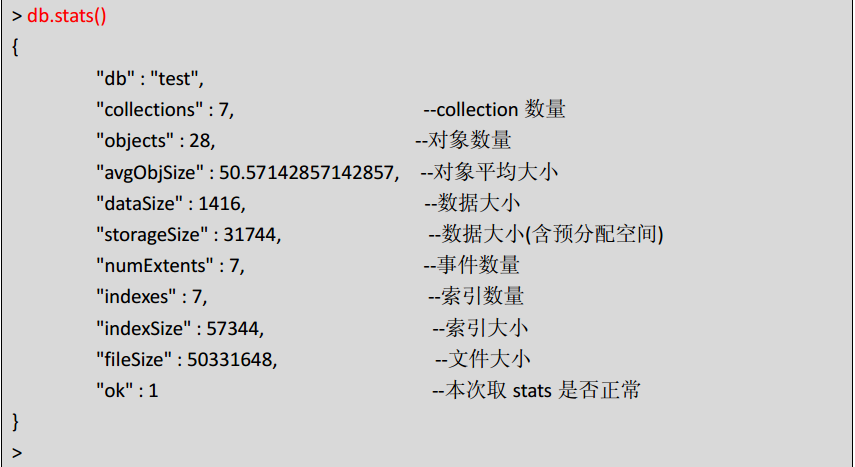 > db.stats()
{
"db" : "test",
"collections" : 7, --collection 数量
"objects" : 28, --对象数量
"avgObjSize" : 50.57142857142857, --对象平均大小
"dataSize" : 1416, --数据大小
"storageSize" : 31744, --数据大小(含预分配空间)
"numExtents" : 7, --事件数量
"indexes" : 7, --索引数量
"indexSize" : 57344, --索引大小
"fileSize" : 50331648, --文件大小
"ok" : 1 --本次取 stats 是否正常
}
>